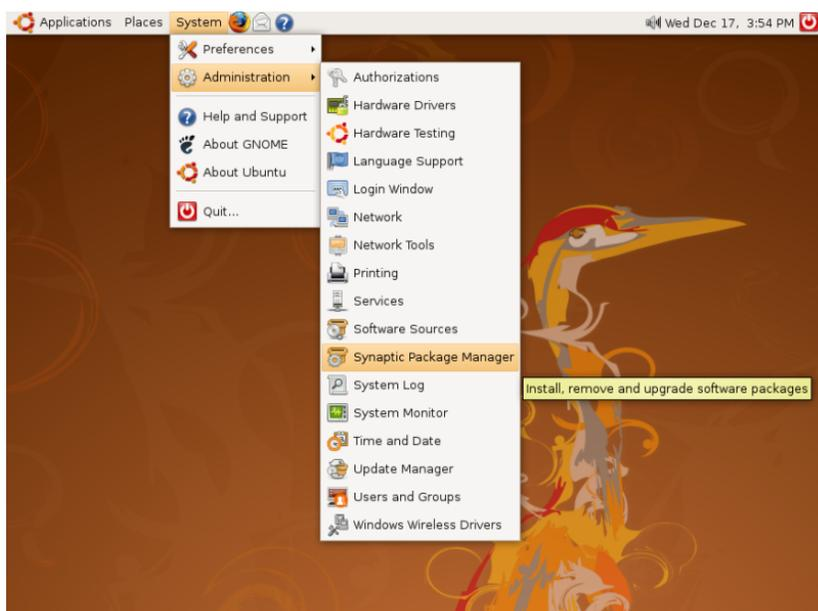 Applications Places System Wed Dec 17, 3:54 PM
Preferences
Administration
Help and Support
About GNOME
About Ubuntu
Quit...
Authorizations
Hardware Drivers
Hardware Testing
Language Support
Login Window
Network
Network Tools
Printing
Services
Software Sources
Synaptic Package Manager
System Log
System Monitor
Time and Date
Update Manager
Users and Groups
Windows Wireless Drivers
Install, remove and upgrade software packages